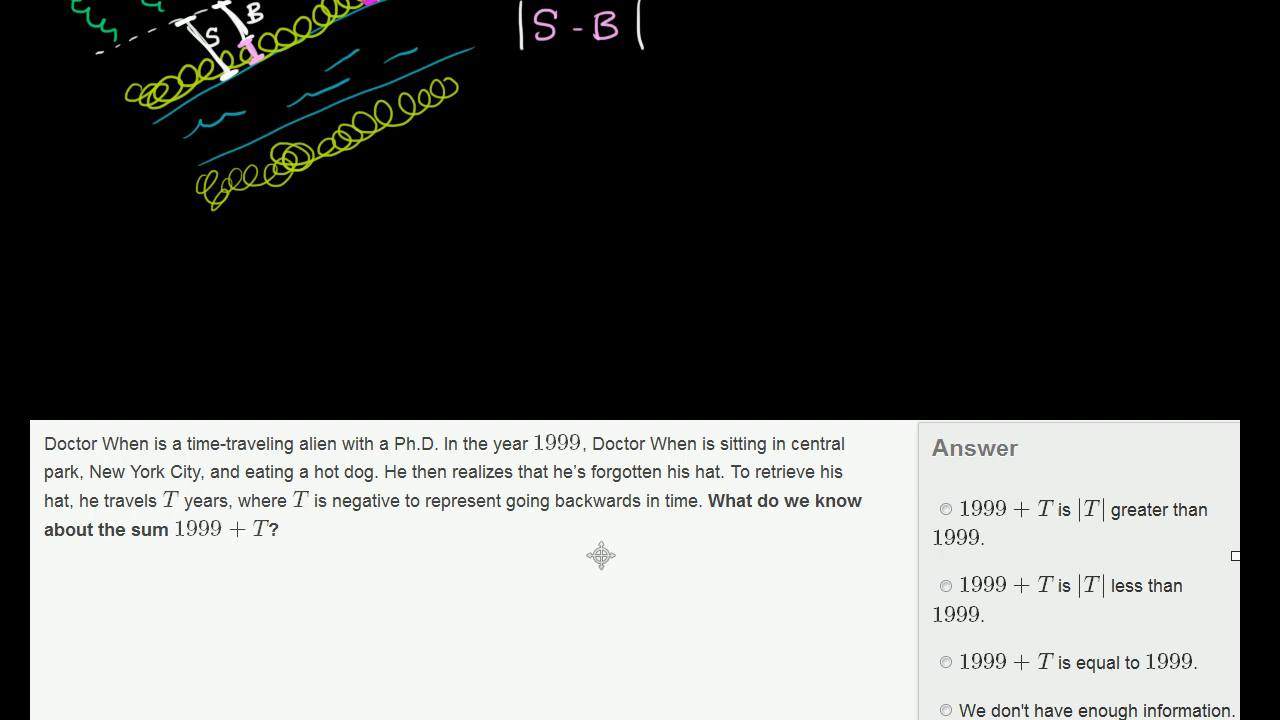 B
S
|S - B|
Doctor When is a time-traveling alien with a Ph.D. In the year 1999, Doctor When is sitting in central
park, New York City, and eating a hot dog. He then realizes that he’s forgotten his hat. To retrieve his
hat, he travels T years, where T is negative to represent going backwards in time. What do we know
about the sum 1999 + T?
Answer
1999 + T is |T| greater than
1999.
1999 + T is |T| less than
1999.
1999 + T is equal to 1999.
We don't have enough information.